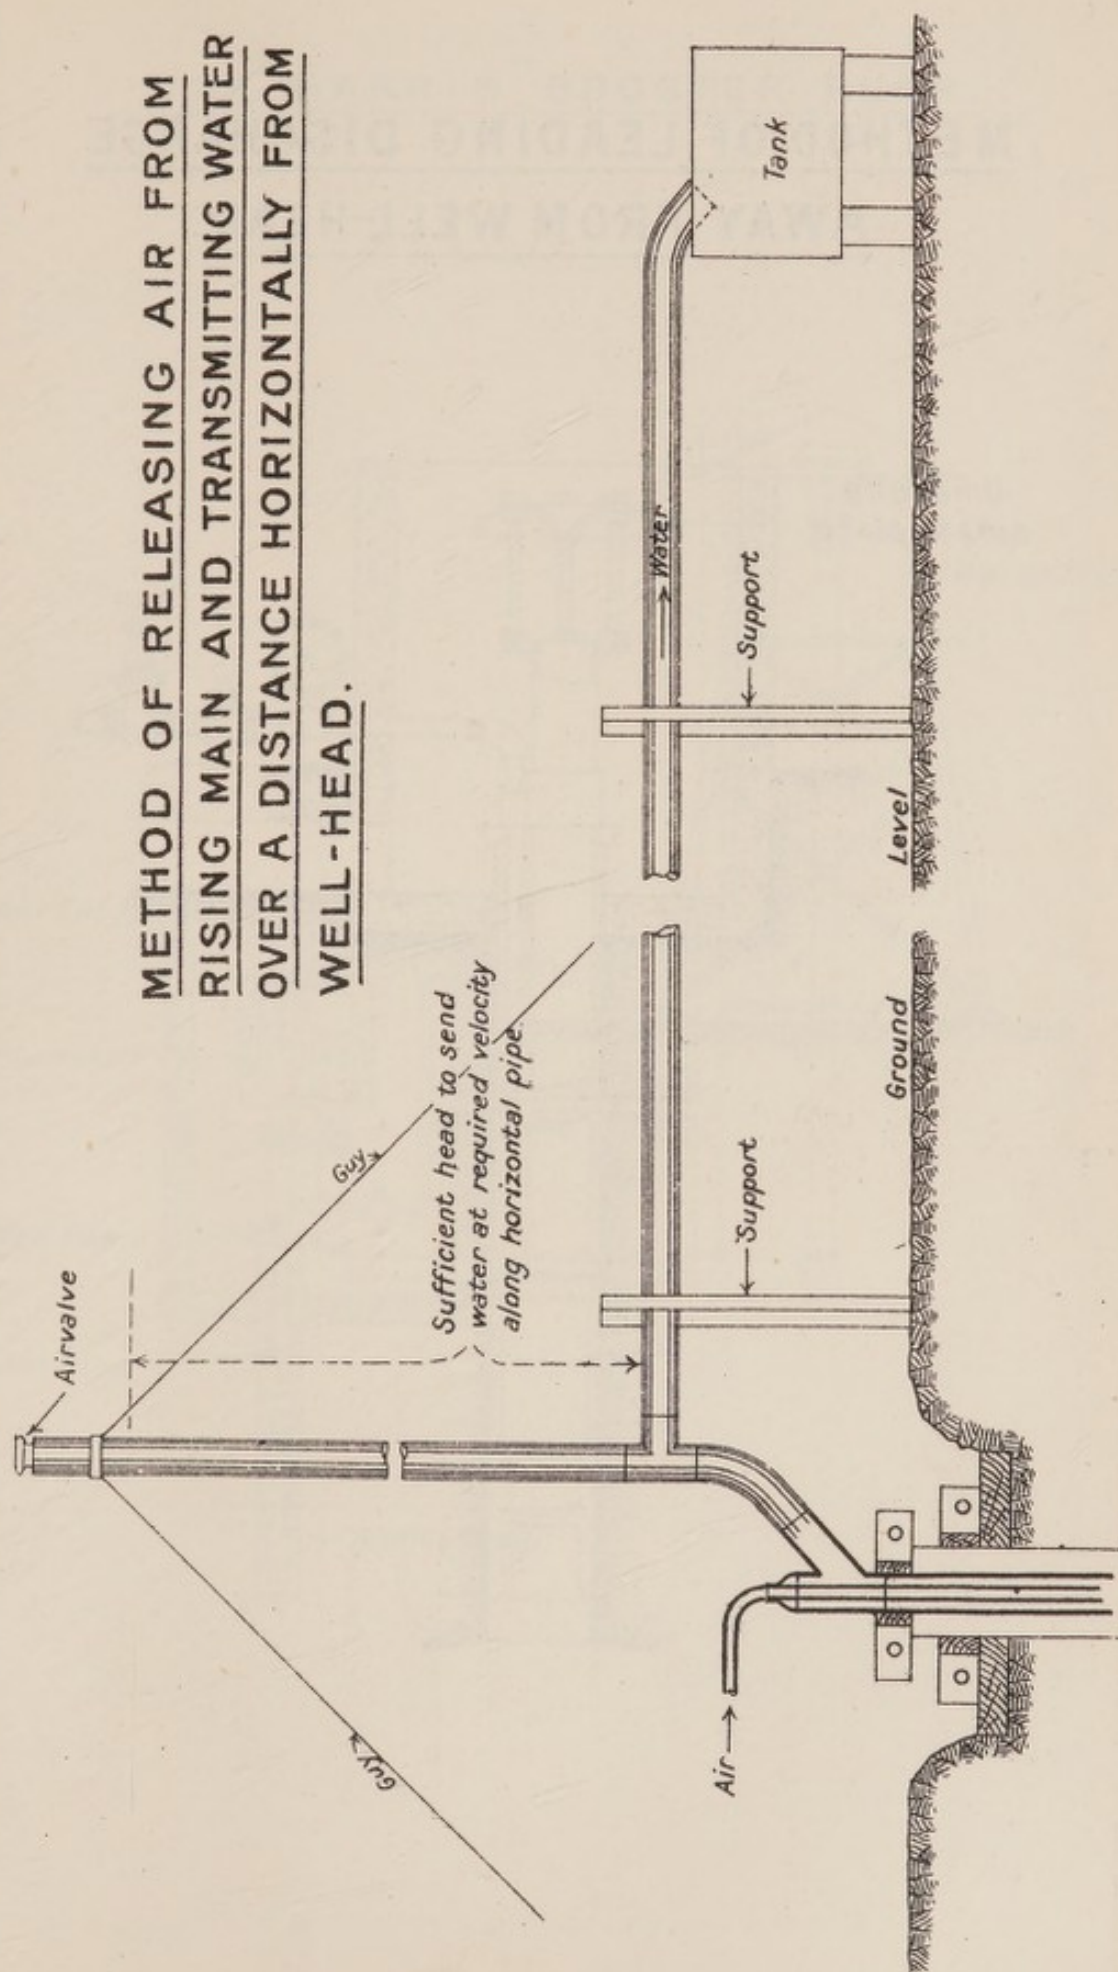 METHOD OF RELEASING AIR FROM
RISING MAIN AND TRANSMITTING WATER
OVER A DISTANCE HORIZONTALLY FROM
WELL-HEAD.
Airvalve
Guy
Guy
Sufficient head to send
water at required velocity
along horizontal pipe.
Air
Support
Support
Water
Tank
Ground Level